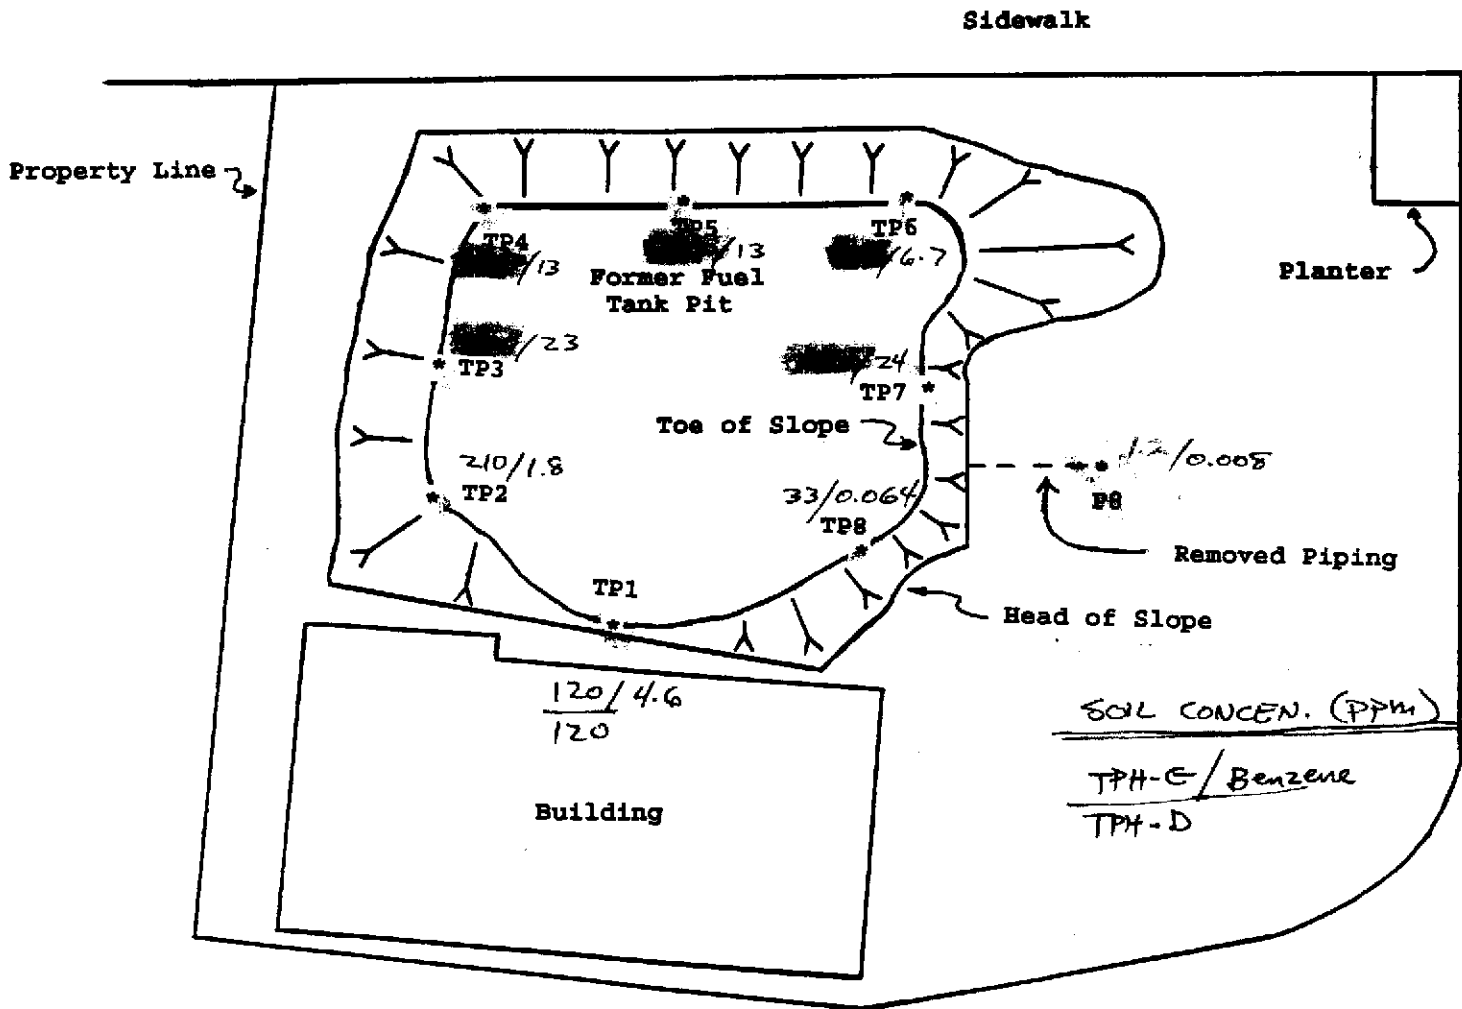 Sidewalk
Property Line
TP4
/13
TP5
/13
TP6
/6.7
Planter
Former Fuel
Tank Pit
/23
TP3
/24
TP7
Toe of Slope
210/1.8
TP2
33/0.064
TP8
1.2/0.008
P8
Removed Piping
TP1
Head of Slope
120/4.6
120
SOIL CONCEN. (PPM)
TPH-G/Benzene
TPH-D
Building